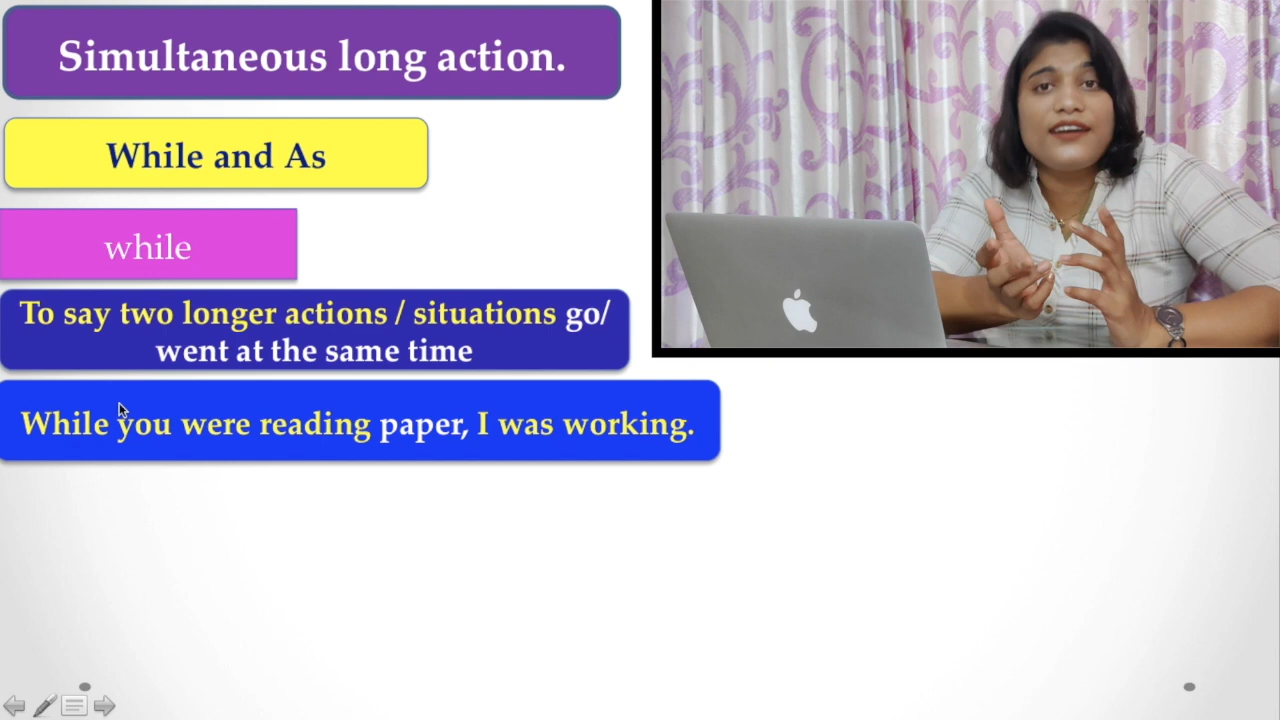 Simultaneous long action.
While and As
while
To say two longer actions / situations go/
went at the same time
While you were reading paper, I was working.